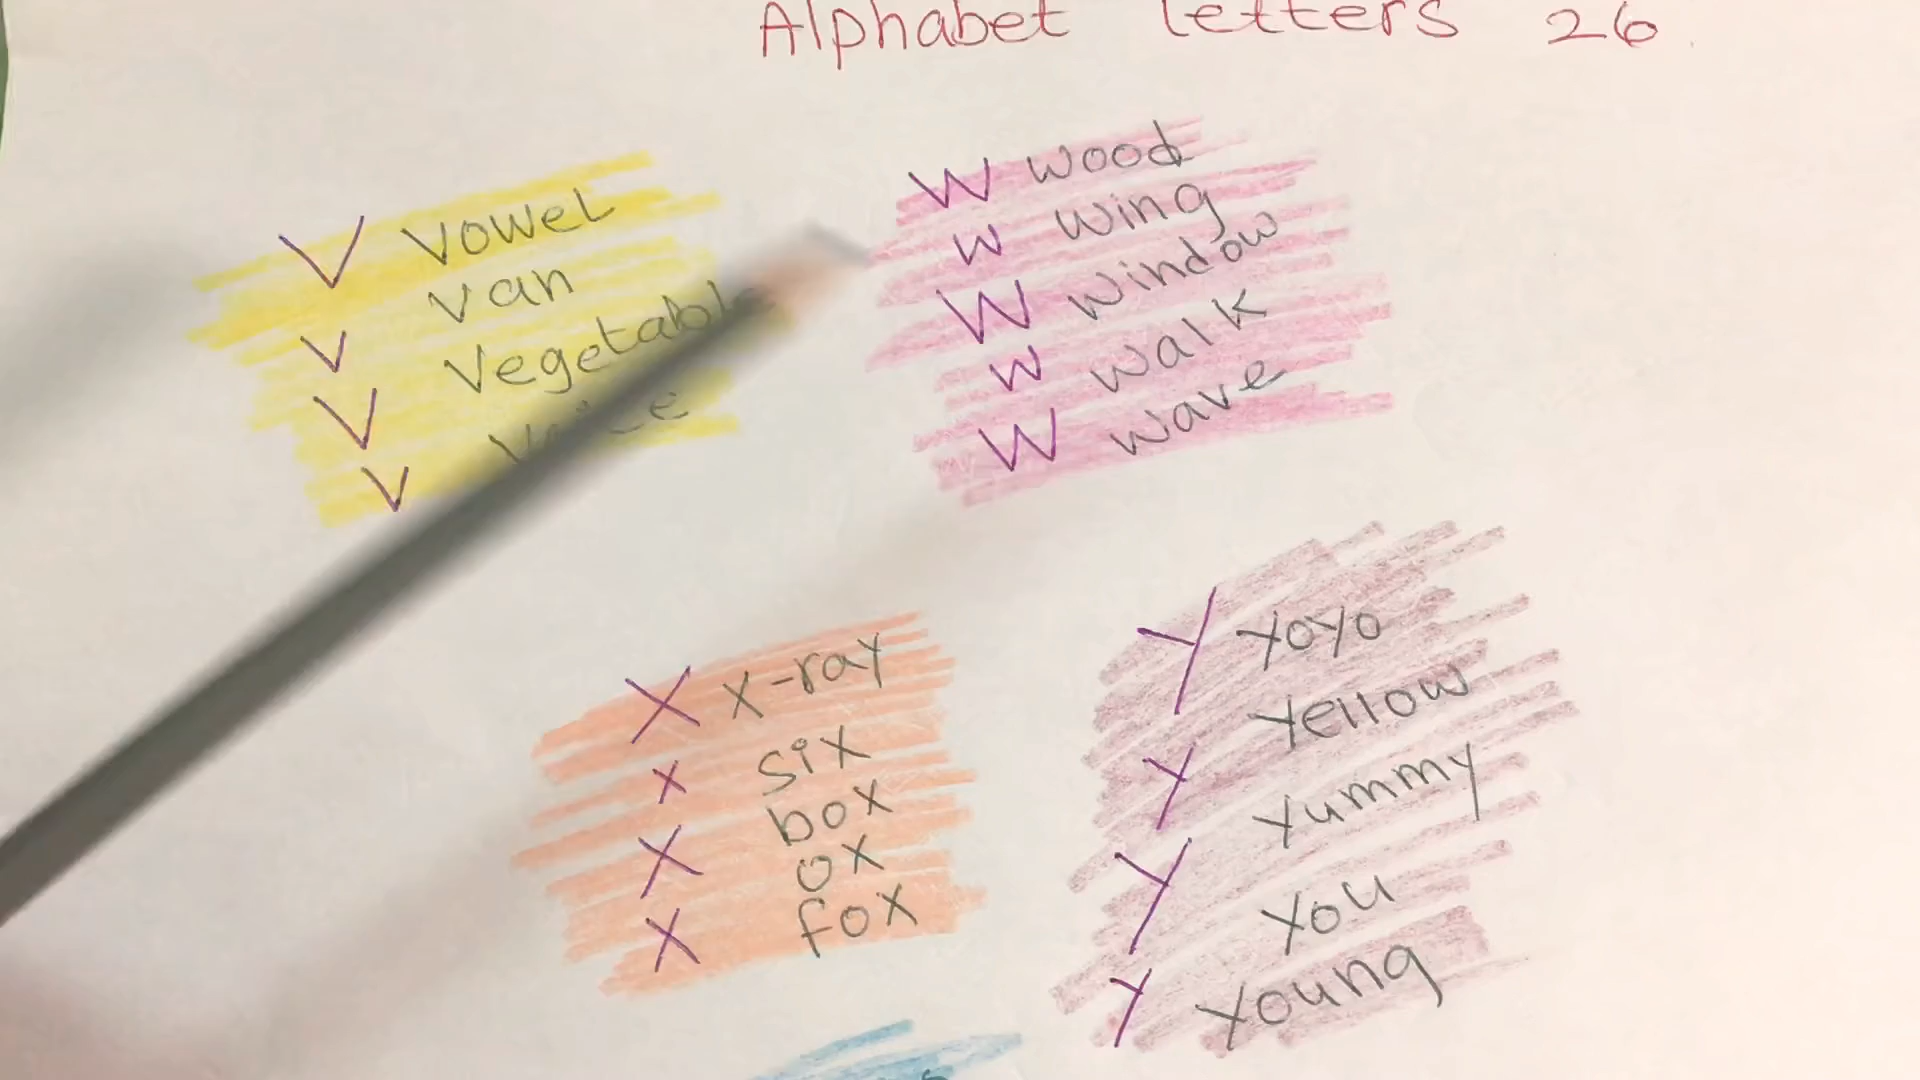 Alphabet letters 26
V Vowel
v van
V Vegetable
v
W wood
w wing
W window
w walk
W wave
X x-ray
x six
X box
ox
X fox
Y yoyo
y yellow
Y yummy
you
y young